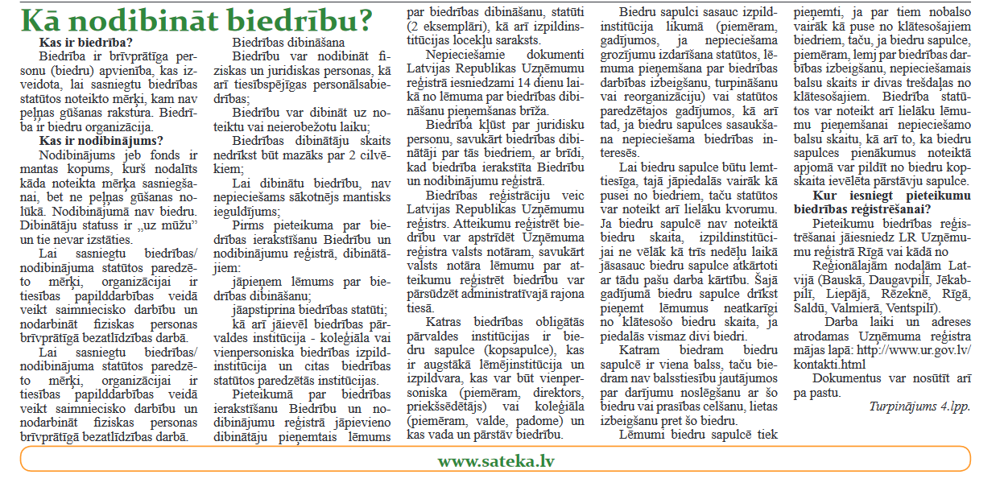 Kā nodibināt biedrību?
Kas ir biedrība?
Biedrība ir brīvprātīga per-
sonu (biedru) apvienība, kas iz-
veidota, lai sasniegtu biedrības
statūtos noteikto mērķi, kam nav
peļņas gūšanas rakstura. Biedrī-
ba ir biedru organizācija.
Kas ir nodibinājums?
Nodibinājums jeb fonds ir
mantas kopums, kurš nodalīts
kāda noteikta mērķa sasniegša-
nai, bet ne peļņas gūšanas no-
lūkā. Nodibinājumā nav biedru.
Dibinātāju statuss ir „uz mūžu”
un tie nevar izstāties.
Lai sasniegtu biedrības/
nodibinājuma statūtos paredzē-
to mērķi, organizācijai ir
tiesības papilddarbības veidā
veikt saimniecisko darbību un
nodarbināt fiziskas personas
brīvprātīgā bezatlīdzības darbā.
Lai sasniegtu biedrības/
nodibinājuma statūtos paredzē-
to mērķi, organizācijai ir
tiesības papilddarbības veidā
veikt saimniecisko darbību un
nodarbināt fiziskas personas
brīvprātīgā bezatlīdzības darbā.
Biedrības dibināšana
Biedrību var nodibināt fi-
ziskas un juridiskas personas, kā
arī tiesībspējīgas personālsabie-
drības;
Biedrību var dibināt uz no-
teiktu vai neierobežotu laiku;
Biedrības dibinātāju skaits
nedrīkst būt mazāks par 2 cilvē-
kiem;
Lai dibinātu biedrību, nav
nepieciešams sākotnējs mantisks
ieguldījums;
Pirms pieteikuma par bie-
drības ierakstīšanu Biedrību un
nodibinājumu reģistrā, dibinātā-
jiem:
jāpieņem lēmums par bie-
drības dibināšanu;
jāapstiprina biedrības statūti;
kā arī jāievēl biedrības pār-
valdes institūcija - koleģiāla vai
vienpersoniska biedrības izpild-
institūcija un citas biedrības
statūtos paredzētās institūcijas.
Pieteikumā par biedrības
ierakstīšanu Biedrību un no-
dibinājumu reģistrā jāpievieno
dibinātāju pieņemtais lēmums
par biedrības dibināšanu, statūti
(2 eksemplāri), kā arī izpildins-
titūcijas locekļu saraksts.
Nepieciešamie dokumenti
Latvijas Republikas Uzņēmumu
reģistrā iesniedzami 14 dienu lai-
kā no lēmuma par biedrības dibi-
nāšanu pieņemšanas brīža.
Biedrība kļūst par juridisku
personu, savukārt biedrības dibi-
nātāji par tās biedriem, ar brīdi,
kad biedrība ierakstīta Biedrību
un nodibinājumu reģistrā.
Biedrības reģistrāciju veic
Latvijas Republikas Uzņēmumu
reģistrs. Atteikumu reģistrēt bie-
drību var apstrīdēt Uzņēmuma
reģistra valsts notāram, savukārt
valsts notāra lēmumu par at-
teikumu reģistrēt biedrību var
pārsūdzēt administratīvajā rajona
tiesā.
Katras biedrības obligātās
pārvaldes institūcijas ir bie-
dru sapulce (kopsapulce), kas
ir augstākā lēmējinstitūcija un
izpildvara, kas var būt vienper-
soniska (piemēram, direktors,
priekšsēdētājs) vai koleģiāla
(piemēram, valde, padome) un
kas vada un pārstāv biedrību.
Biedru sapulci sasauc izpild-
institūcija likumā (piemēram,
gadījumos, ja nepieciešama
grozījumu izdarīšana statūtos, lē-
muma pieņemšana par biedrības
darbības izbeigšanu, turpināšanu
vai reorganizāciju) vai statūtos
paredzētajos gadījumos, kā arī
tad, ja biedru sapulces sasaukša-
na nepieciešama biedrības in-
teresēs.
Lai biedru sapulce būtu lemt-
tiesīga, tajā jāpiedalās vairāk kā
pusei no biedriem, taču statūtos
var noteikt arī lielāku kvorumu.
Ja biedru sapulcē nav noteiktā
biedru skaita, izpildinstitūci-
jai ne vēlāk kā trīs nedēļu laikā
jāsasauc biedru sapulce atkārtoti
ar tādu pašu darba kārtību. Šajā
gadījumā biedru sapulce drīkst
pieņemt lēmumus neatkarīgi
no klātesošo biedru skaita, ja
piedalās vismaz divi biedri.
Katram biedram biedru
sapulcē ir viena balss, taču bie-
dram nav balsstiesību jautājumos
par darījumu noslēgšanu ar šo
biedru vai prasības celšanu, lietas
izbeigšanu pret šo biedru.
Lēmumi biedru sapulcē tiek
pieņemti, ja par tiem nobalso
vairāk kā puse no klātesošajiem
biedriem, taču, ja biedru sapulce,
piemēram, lemj par biedrības dar-
bības izbeigšanu, nepieciešamais
balsu skaits ir divas trešdaļas no
klātesošajiem. Biedrība statū-
tos var noteikt arī lielāku lēmu-
mu pieņemšanai nepieciešamo
balsu skaitu, kā arī to, ka biedru
sapulces pienākumus noteiktā
apjomā var pildīt no biedru kop-
skaita ievēlēta pārstāvju sapulce.
Kur iesniegt pieteikumu
biedrības reģistrēšanai?
Pieteikumu biedrības reģis-
trēšanai jāiesniedz LR Uzņēmu-
mu reģistrā Rīgā vai kādā no
Reģionālajām nodaļām Lat-
vijā (Bauskā, Daugavpilī, Jēkab-
pilī, Liepājā, Rēzeknē, Rīgā,
Saldū, Valmierā, Ventspilī).
Darba laiki un adreses
atrodamas Uzņēmuma reģistra
mājas lapā: http://www.ur.gov.lv/
kontakti.html
Dokumentus var nosūtīt arī
pa pastu.
Turpinājums 4.lpp.
www.sateka.lv